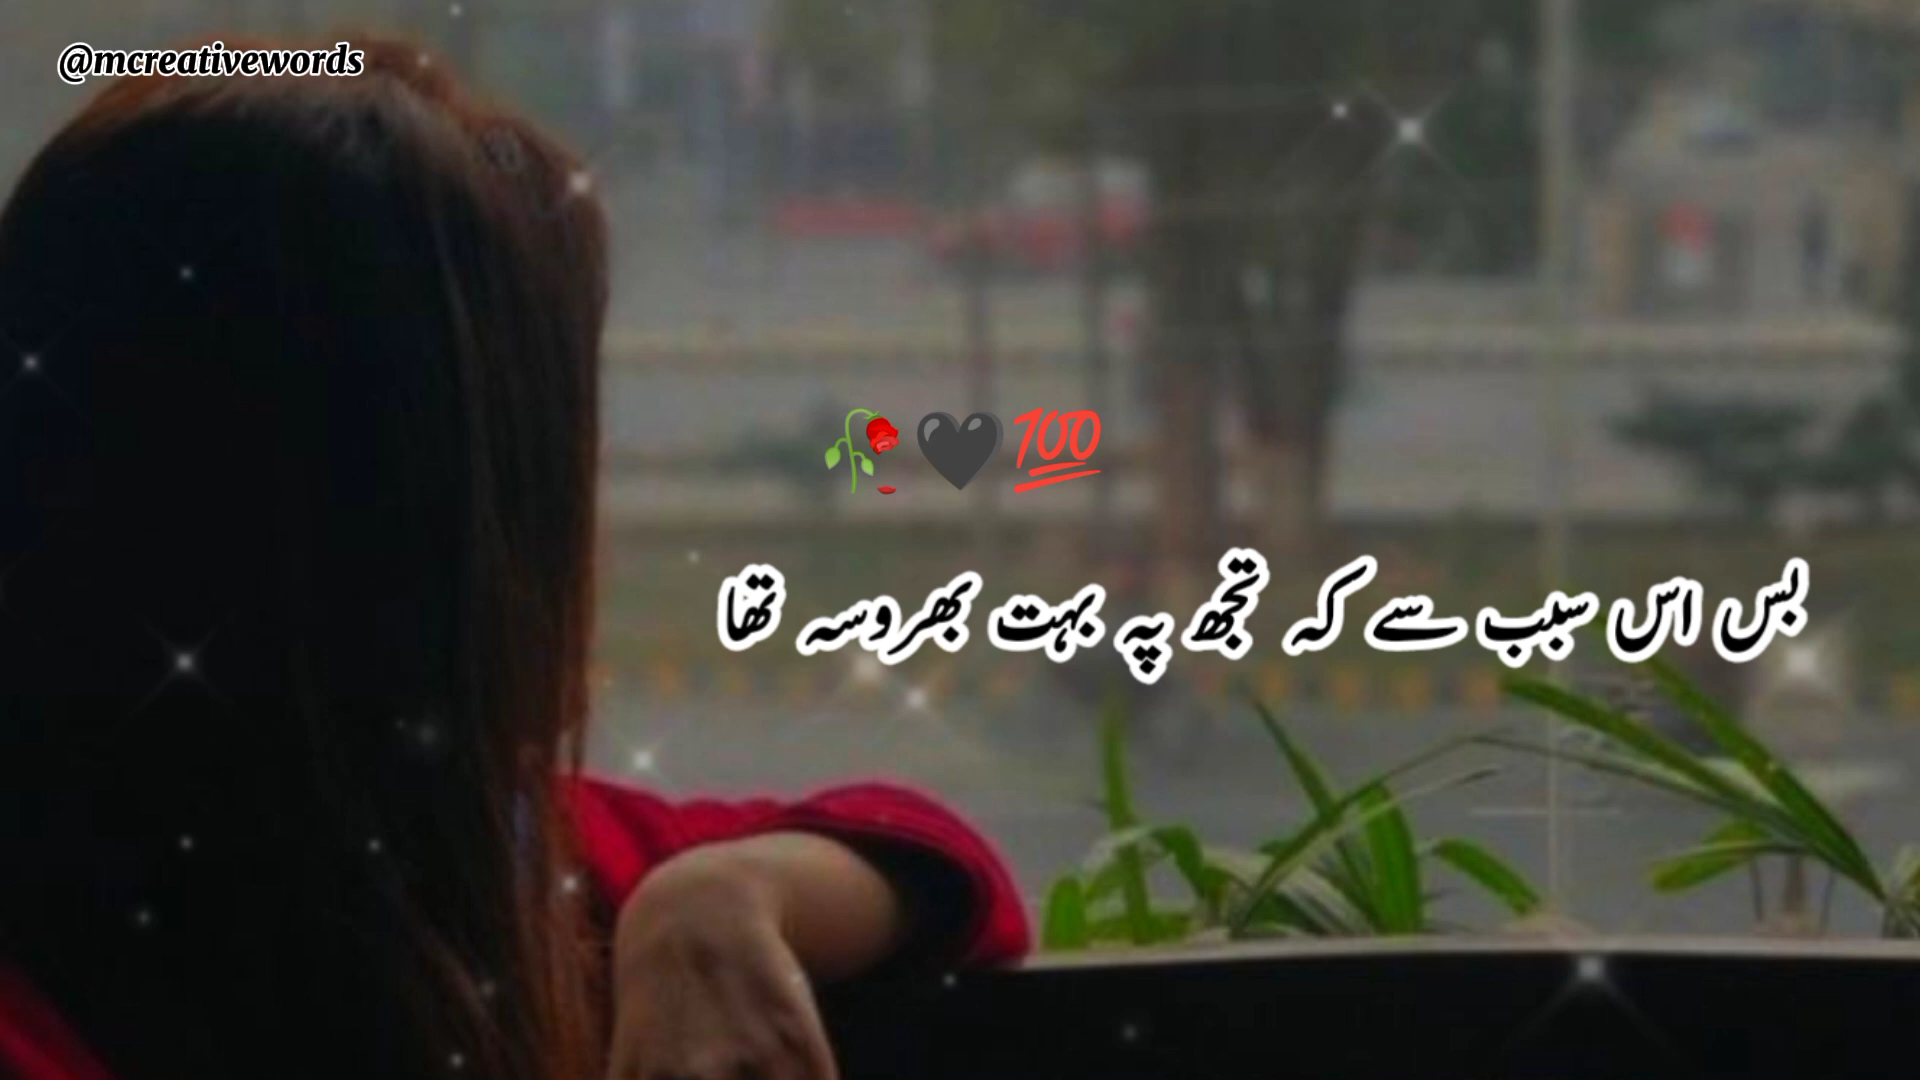 @mcreativewords
🥀🖤💯
بس اس سبب سے کہ تجھ پہ بہت بھروسہ تھا